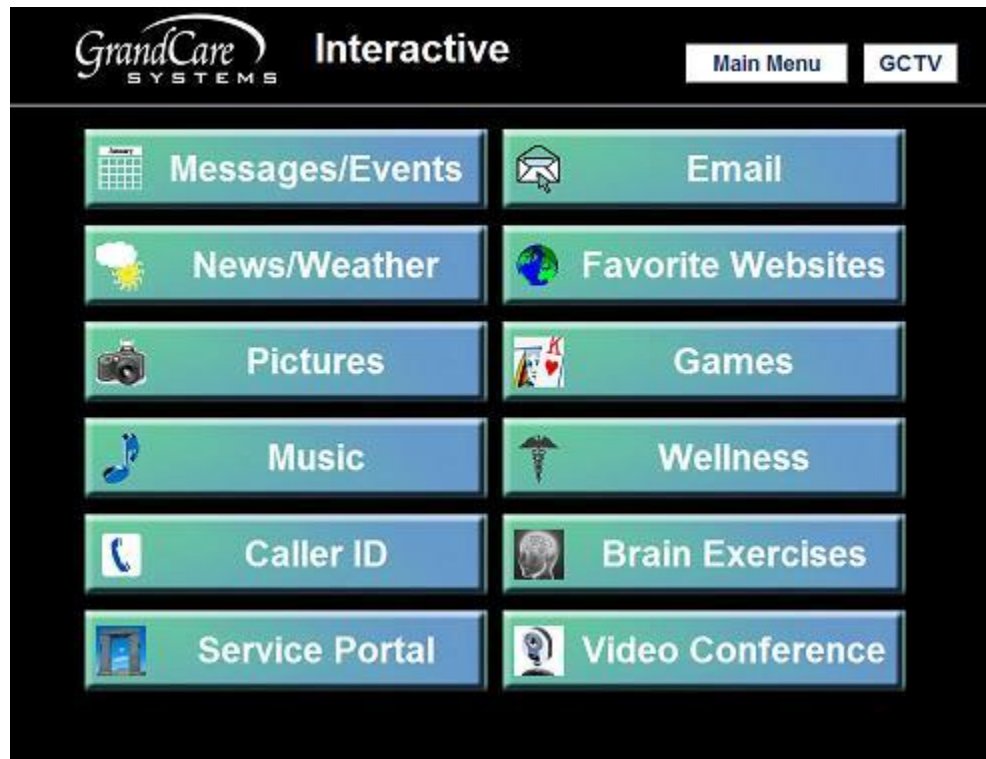 GrandCare
SYSTEMS
Interactive
Main Menu
GCTV
Messages/Events
Email
News/Weather
Favorite Websites
Pictures
Games
Music
Wellness
Caller ID
Brain Exercises
Service Portal
Video Conference
January
K